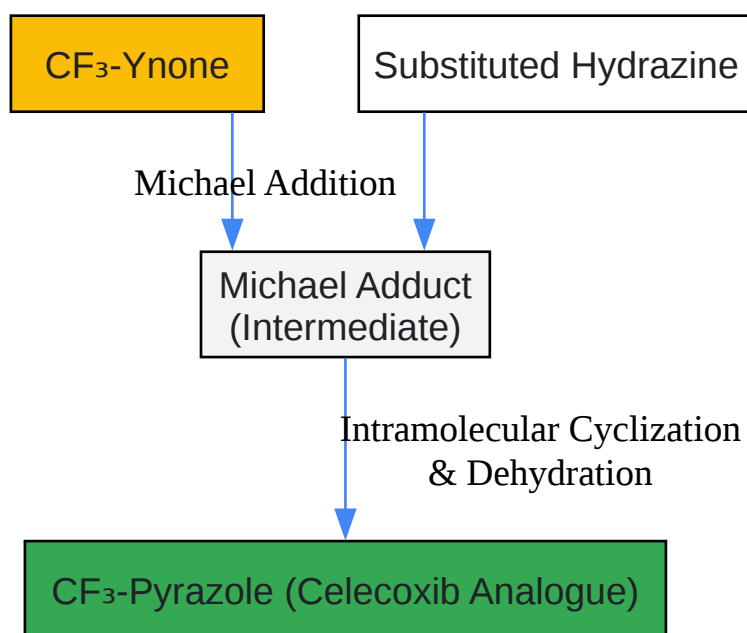 CF₃-Ynone
Substituted Hydrazine
Michael Addition
Michael Adduct
(Intermediate)
Intramolecular Cyclization
& Dehydration
CF₃-Pyrazole (Celecoxib Analogue)